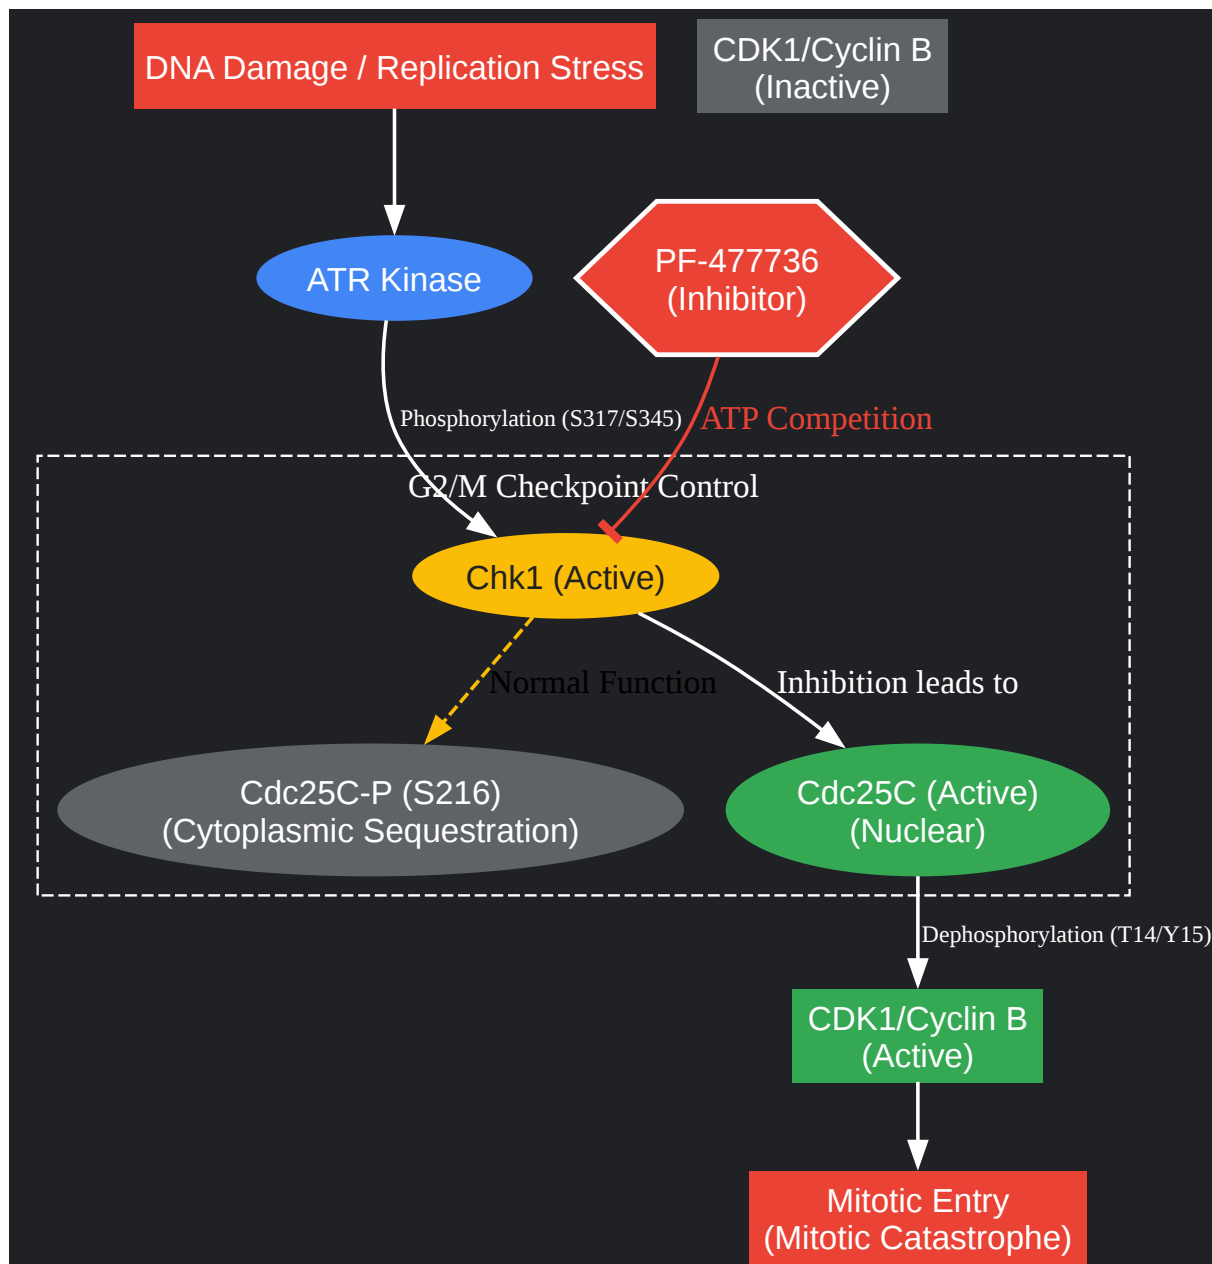 DNA Damage / Replication Stress
CDK1/Cyclin B
(Inactive)
ATR Kinase
PF-477736
(Inhibitor)
Phosphorylation (S317/S345)
ATP Competition
G2/M Checkpoint Control
Chk1 (Active)
Normal Function
Inhibition leads to
Cdc25C-P (S216)
(Cytoplasmic Sequestration)
Cdc25C (Active)
(Nuclear)
Dephosphorylation (T14/Y15)
CDK1/Cyclin B
(Active)
Mitotic Entry
(Mitotic Catastrophe)